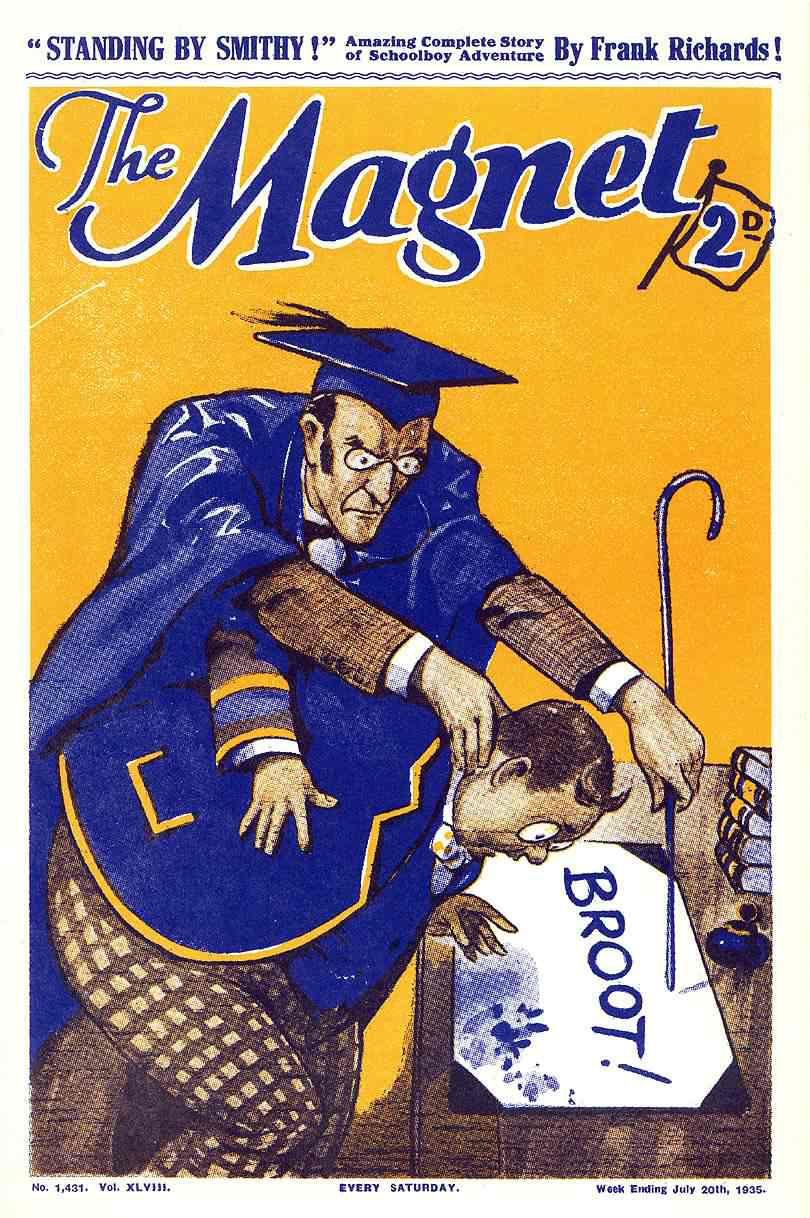 "STANDING BY SMITHY!" Amazing Complete Story of Schoolboy Adventure By Frank Richards!
The Magnet
2D
BROOT!
No. 1,431. Vol. XLVIII. EVERY SATURDAY. Week Ending July 20th, 1935.